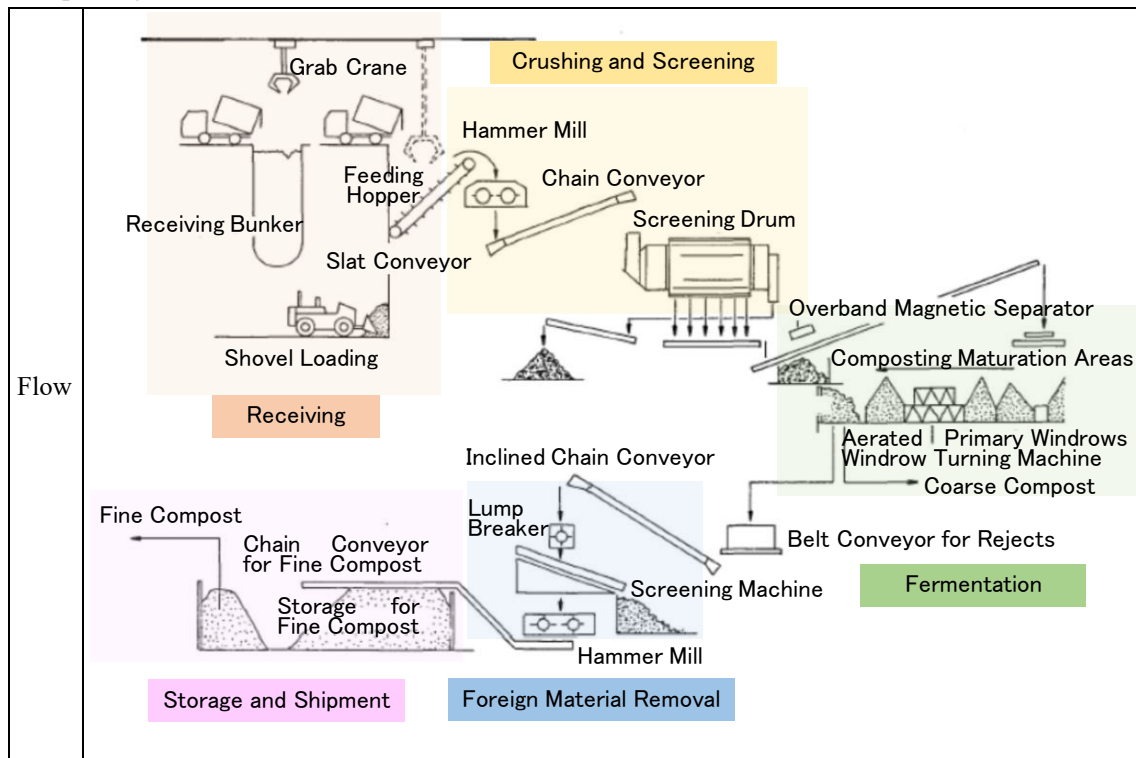 Flow
Grab Crane
Crushing and Screening
Hammer Mill
Feeding
Hopper
Chain Conveyor
Receiving Bunker
Screening Drum
Slat Conveyor
Overband Magnetic Separator
Shovel Loading
Composting Maturation Areas
Receiving
Aerated Primary Windrows
Windrow Turning Machine
Coarse Compost
Inclined Chain Conveyor
Lump
Breaker
Fine Compost
Chain Conveyor
for Fine Compost
Belt Conveyor for Rejects
Screening Machine
Fermentation
Storage for
Fine Compost
Hammer Mill
Storage and Shipment
Foreign Material Removal